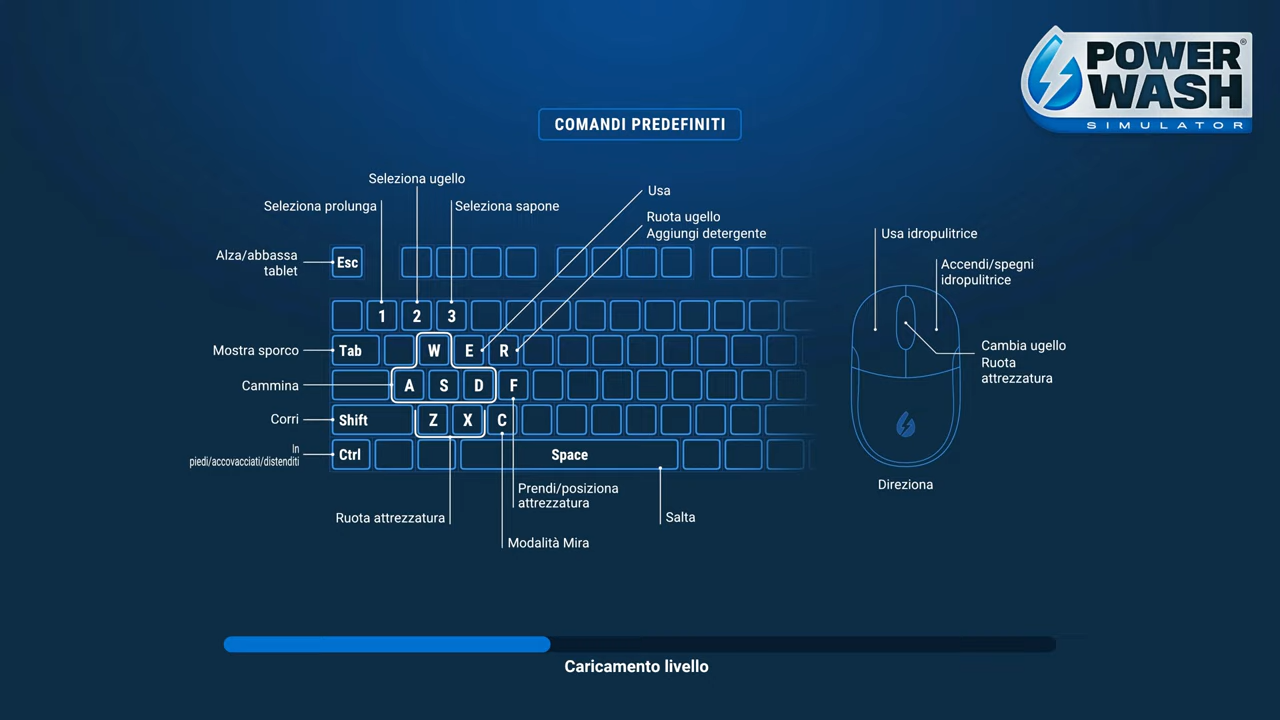 POWER
WASH
SIMULATOR
COMANDI PREDEFINITI
Seleziona ugello
Seleziona prolunga
Seleziona sapone
Usa
Ruota ugello
Aggiungi detergente
Alza/abbassa
tablet
Esc
1 2 3
Mostra sporco
Tab W E R
Cammina
A S D F
Corri
Shift Z X C
In
piedi/accovacciati/distenditi
Ctrl Space
Prendi/posiziona
attrezzatura
Ruota attrezzatura
Salta
Modalità Mira
Usa idropulitrice
Accendi/spegni
idropulitrice
Cambia ugello
Ruota
attrezzatura
Direziona
Caricamento livello